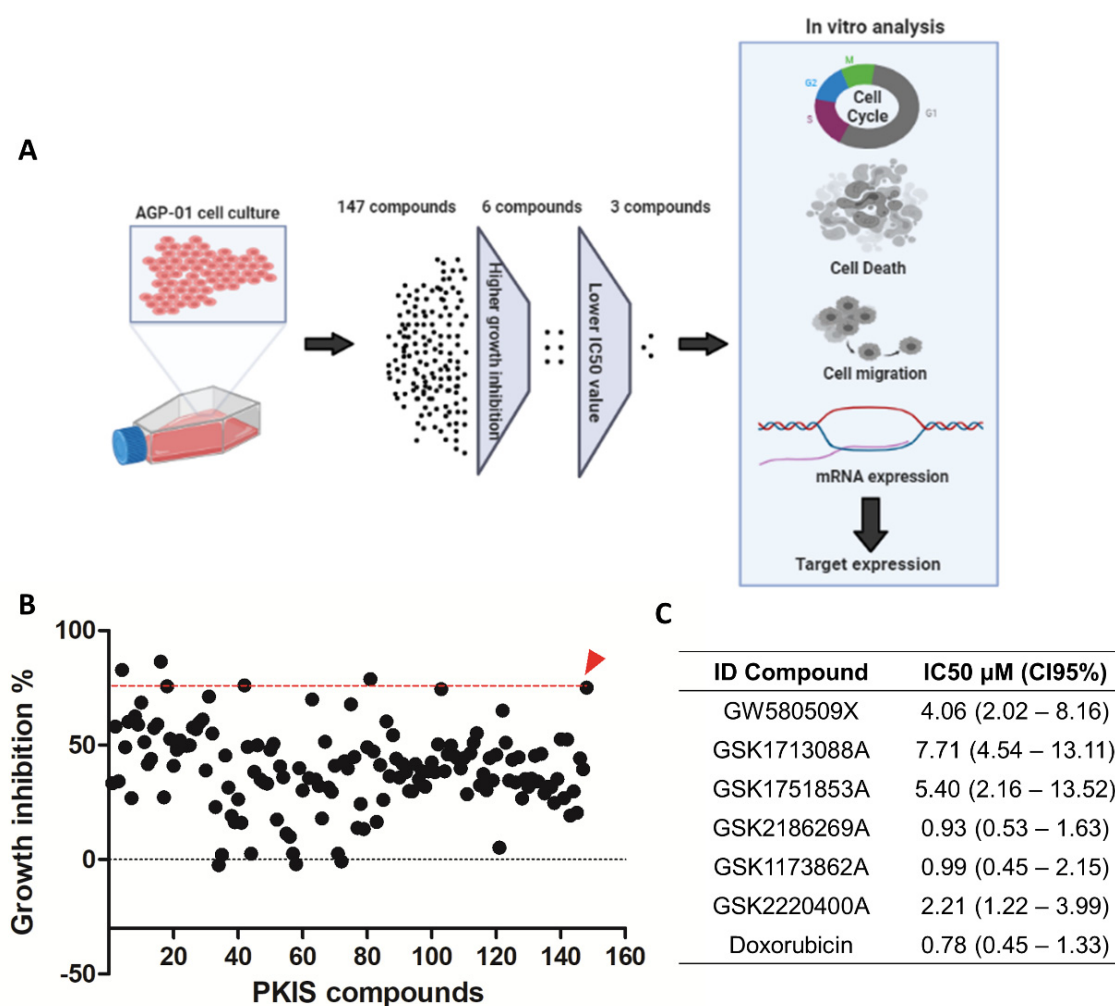 In vitro analysis
M
G2
Cell
Cycle
G1
S
A
AGP-01 cell culture
147 compounds 6 compounds 3 compounds
Higher growth inhibition
Lower IC50 value
Cell Death
Cell migration
mRNA expression
Target expression
B
Growth inhibition %
100
50
0
-50
20 40 60 80 100 120 140 160
PKIS compounds
C
ID Compound IC50 µM (CI95%)
GW580509X 4.06 (2.02 – 8.16)
GSK1713088A 7.71 (4.54 – 13.11)
GSK1751853A 5.40 (2.16 – 13.52)
GSK2186269A 0.93 (0.53 – 1.63)
GSK1173862A 0.99 (0.45 – 2.15)
GSK2220400A 2.21 (1.22 – 3.99)
Doxorubicin 0.78 (0.45 – 1.33)